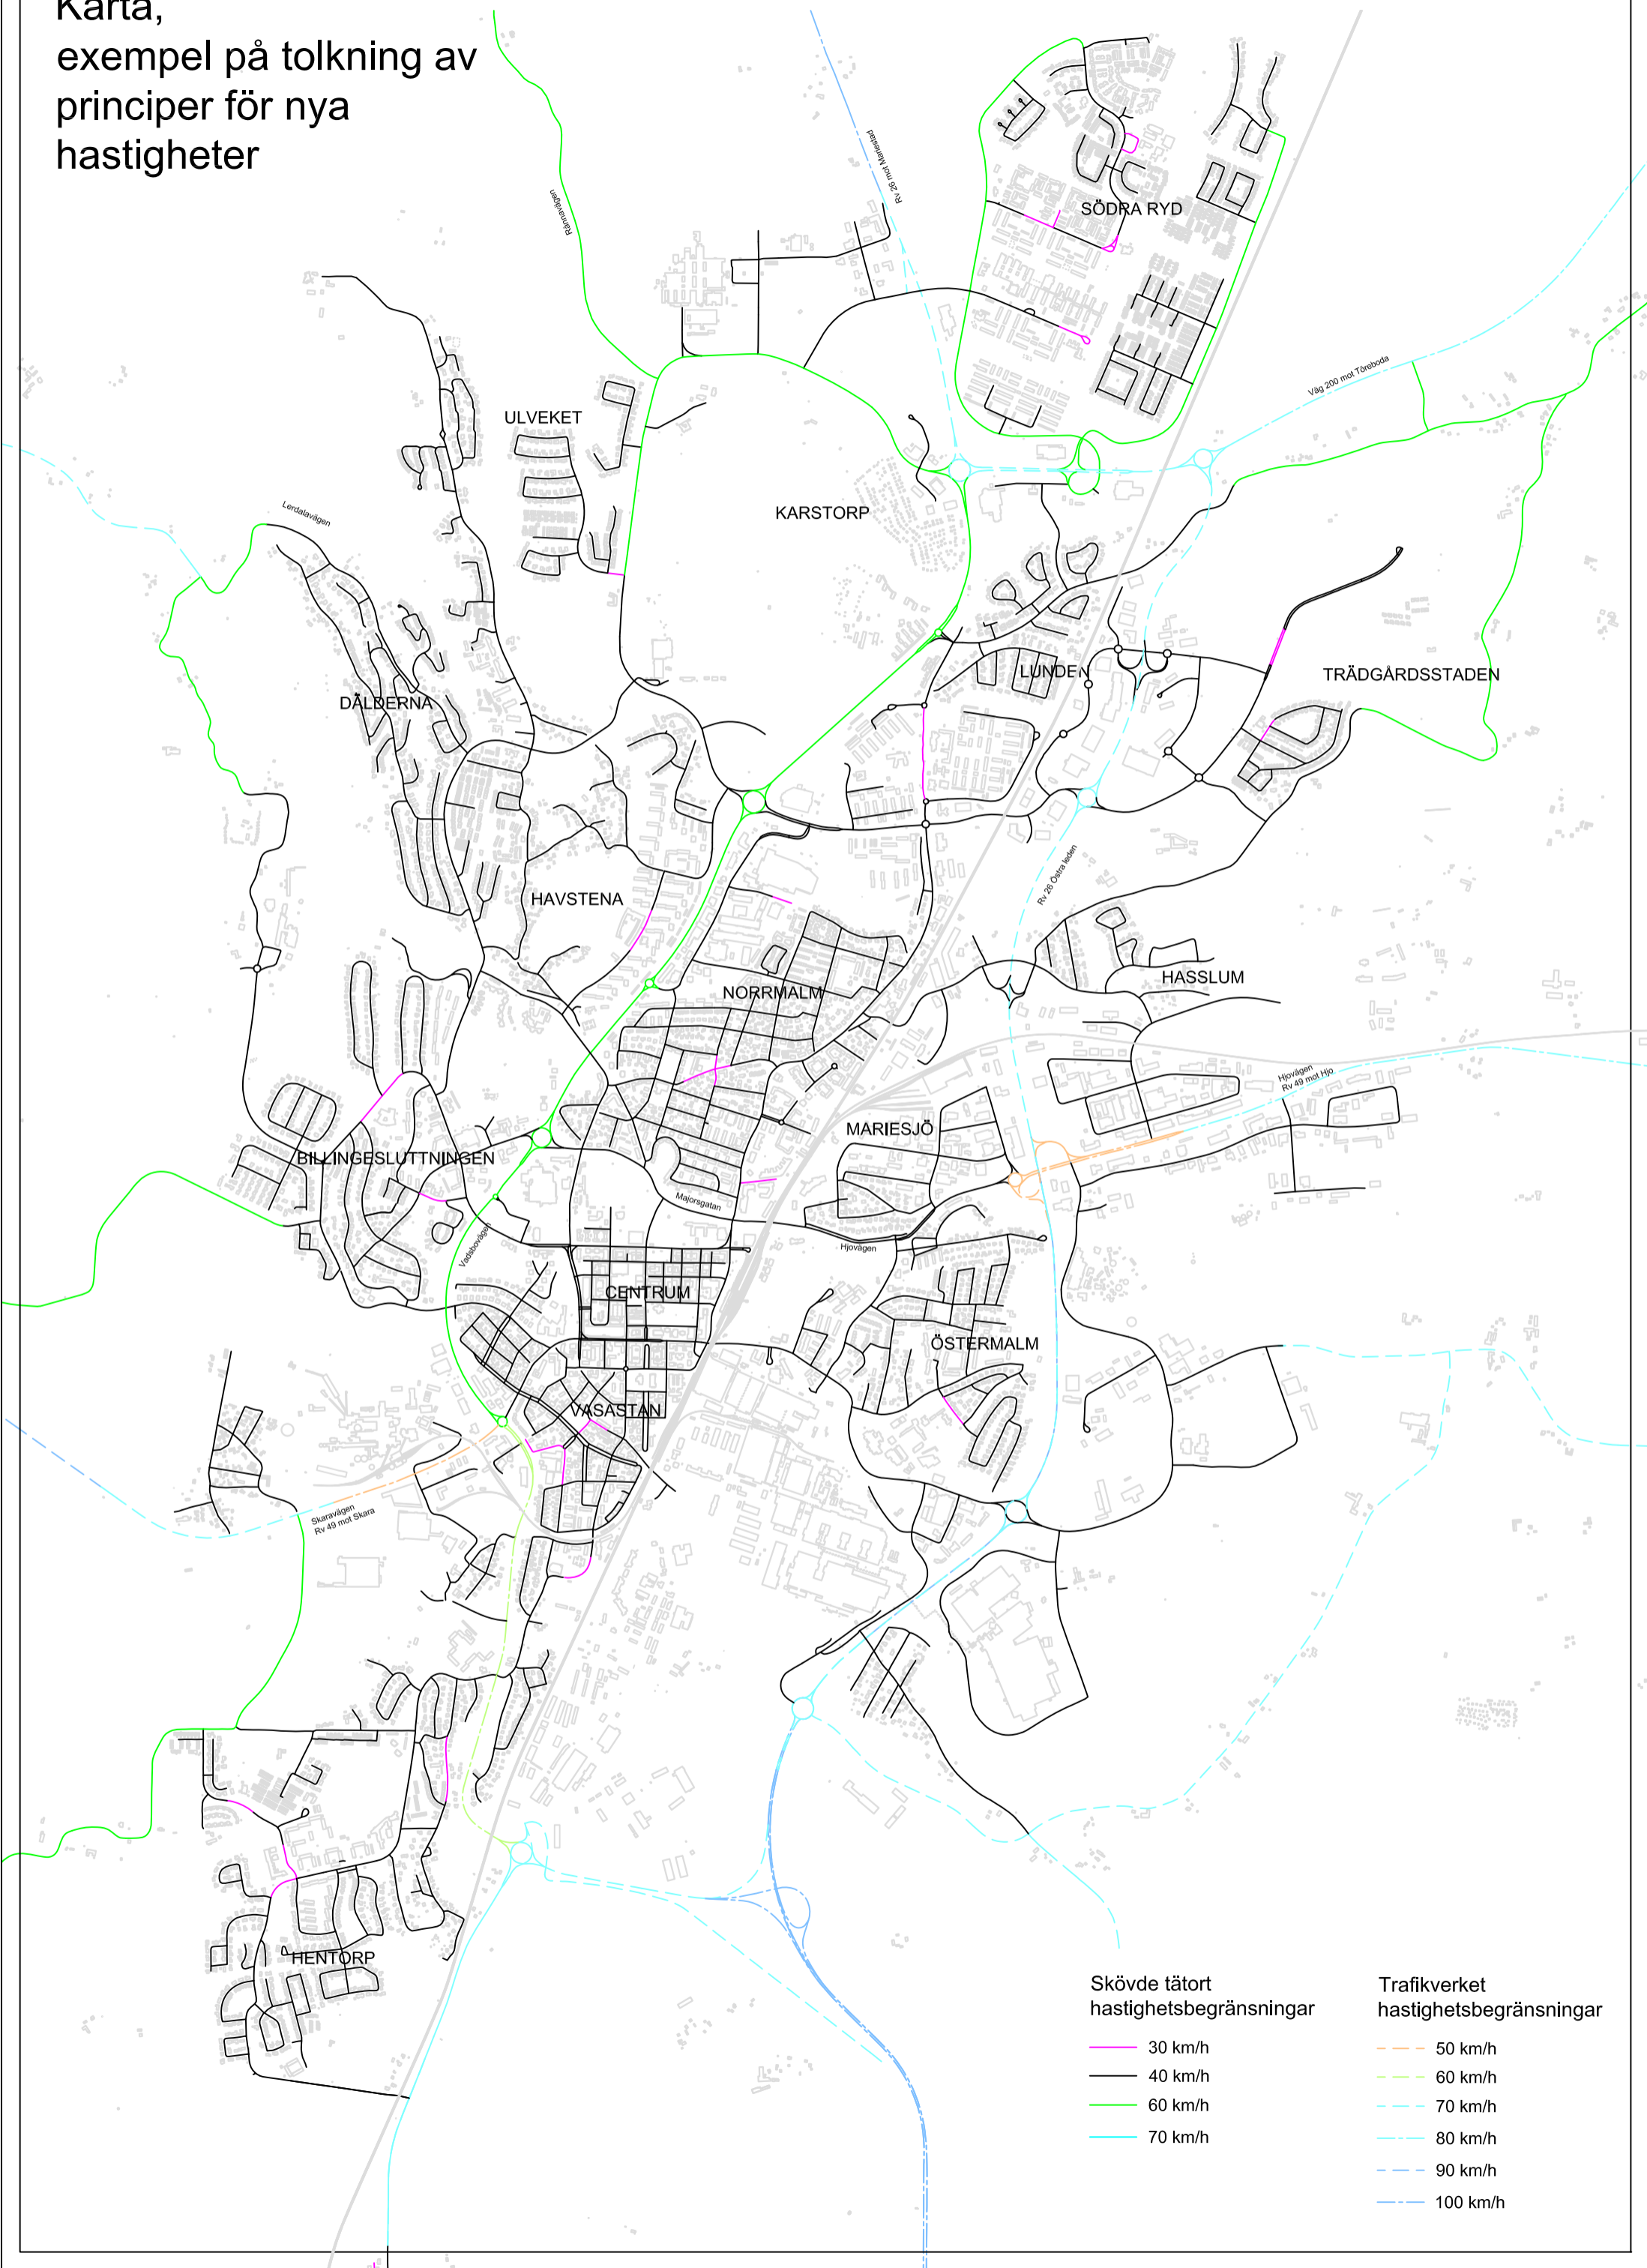 Karta,
exempel på tolkning av
principer för nya
hastigheter
Rånnavägen
Rv 26 mot Mariestad
SÖDRA RYD
Väg 200 mot Töreboda
ULVEKET
KARSTORP
Lerdalavägen
LUNDEN
TRÄDGÅRDSSTADEN
DÄLDERNA
Rv 26 Östra leden
HAVSTENA
HASSLUM
NORRMALM
Hjovägen
Rv 49 mot Hjo
MARIESJÖ
BILLINGESLUTTNINGEN
Majorsgatan
Vadsbovägen
Hjovägen
CENTRUM
ÖSTERMALM
VASASTAN
Skaravägen
Rv 49 mot Skara
HENTORP
Skövde tätort
hastighetsbegränsningar
30 km/h
40 km/h
60 km/h
70 km/h
Trafikverket
hastighetsbegränsningar
50 km/h
60 km/h
70 km/h
80 km/h
90 km/h
100 km/h